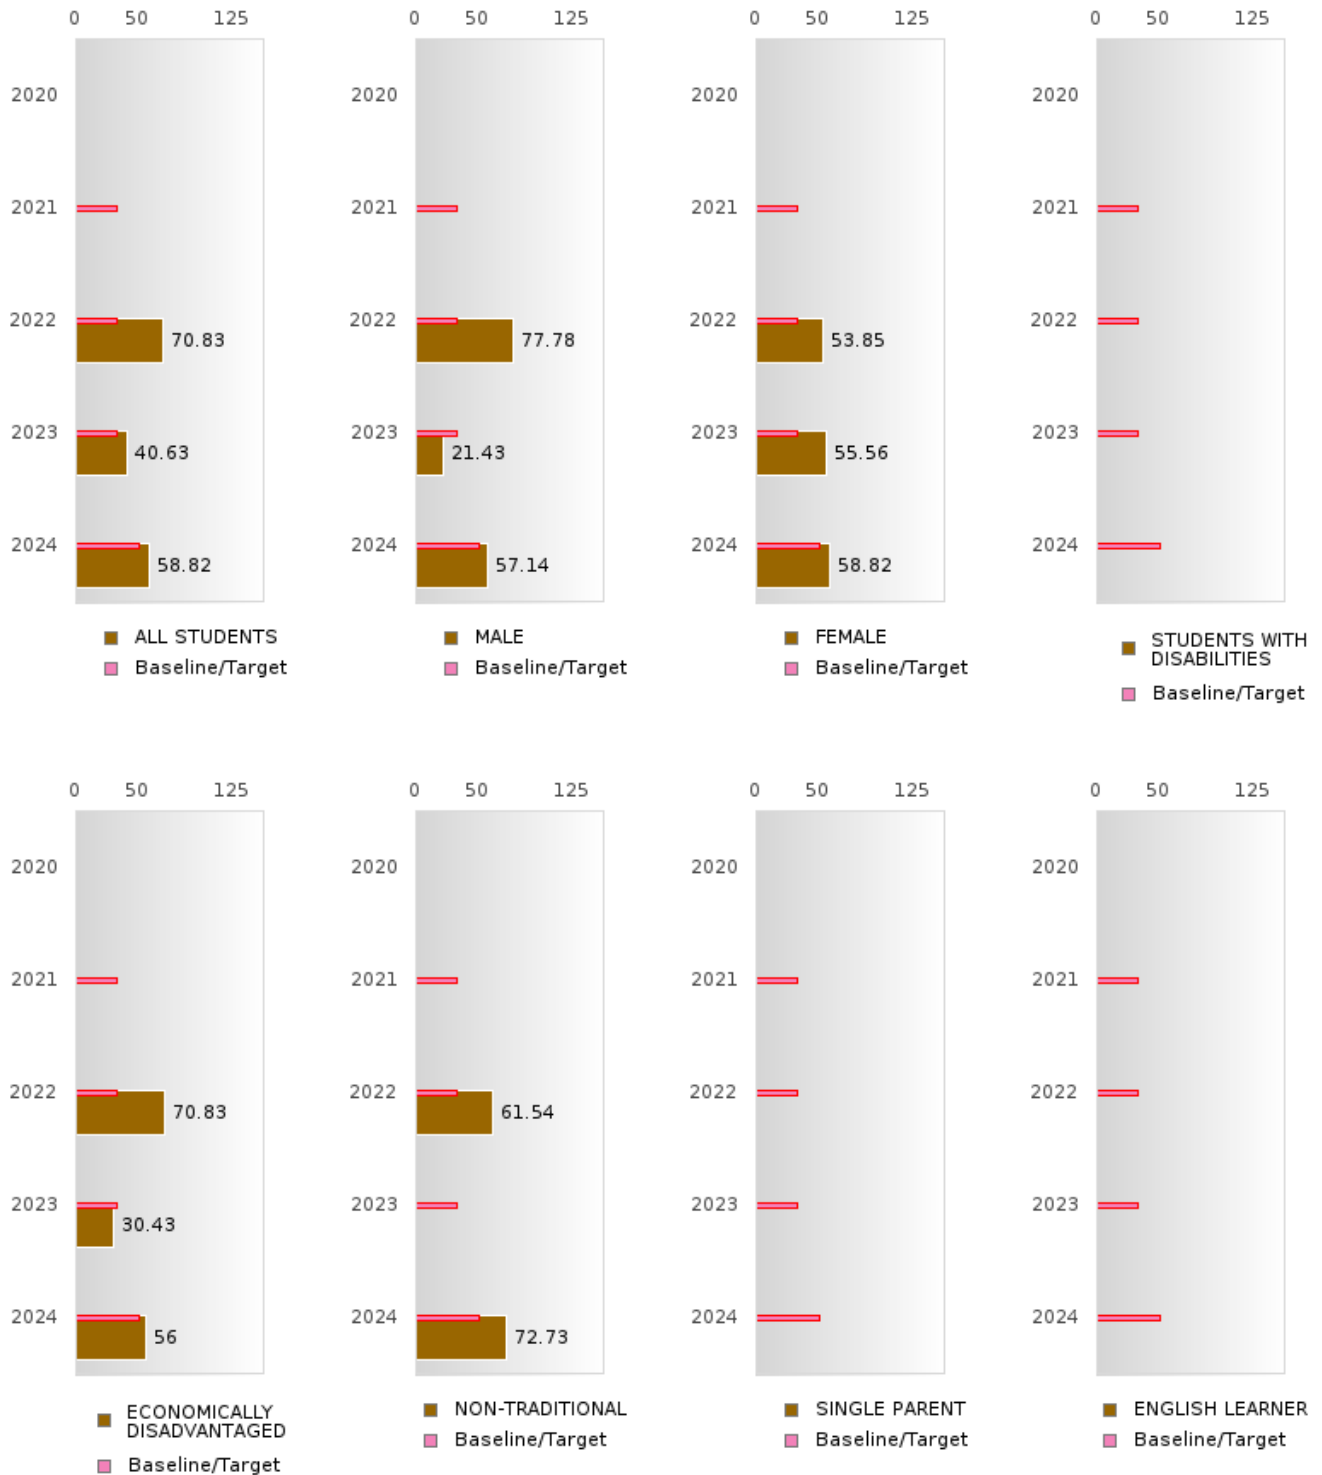 0 50 125 0 50 125 0 50 125 0 50 125
2020 2020 2020 2020
2021 2021 2021 2021
2022 70.83 2022 77.78 2022 53.85 2022
2023 40.63 2023 21.43 2023 55.56 2023
2024 58.82 2024 57.14 2024 58.82 2024
ALL STUDENTS MALE FEMALE STUDENTS WITH
DISABILITIES
Baseline/Target Baseline/Target Baseline/Target Baseline/Target
0 50 125 0 50 125 0 50 125 0 50 125
2020 2020 2020 2020
2021 2021 2021 2021
2022 70.83 2022 61.54 2022 2022
2023 30.43 2023 2023 2023
2024 56 2024 72.73 2024 2024
ECONOMICALLY NON-TRADITIONAL SINGLE PARENT ENGLISH LEARNER
DISADVANTAGED
Baseline/Target Baseline/Target Baseline/Target Baseline/Target